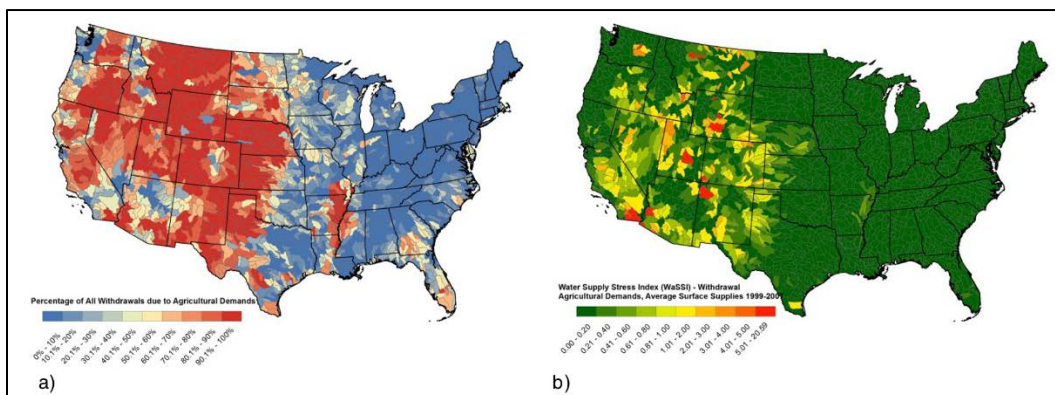 Percentage of All Withdrawals due to Agricultural Demands
0% - 10%
10.1% - 20%
20.1% - 30%
30.1% - 40%
40.1% - 50%
50.1% - 60%
60.1% - 70%
70.1% - 80%
80.1% - 90%
90.1% - 100%
a)
Water Supply Stress Index (WaSSI) - Withdrawal
Agricultural Demands, Average Surface Supplies 1999-200
0.00 - 0.20
0.21 - 0.40
0.41 - 0.60
0.61 - 0.80
0.81 - 1.00
1.01 - 2.00
2.01 - 3.00
3.01 - 4.00
4.01 - 5.00
5.01 - 20.59
b)